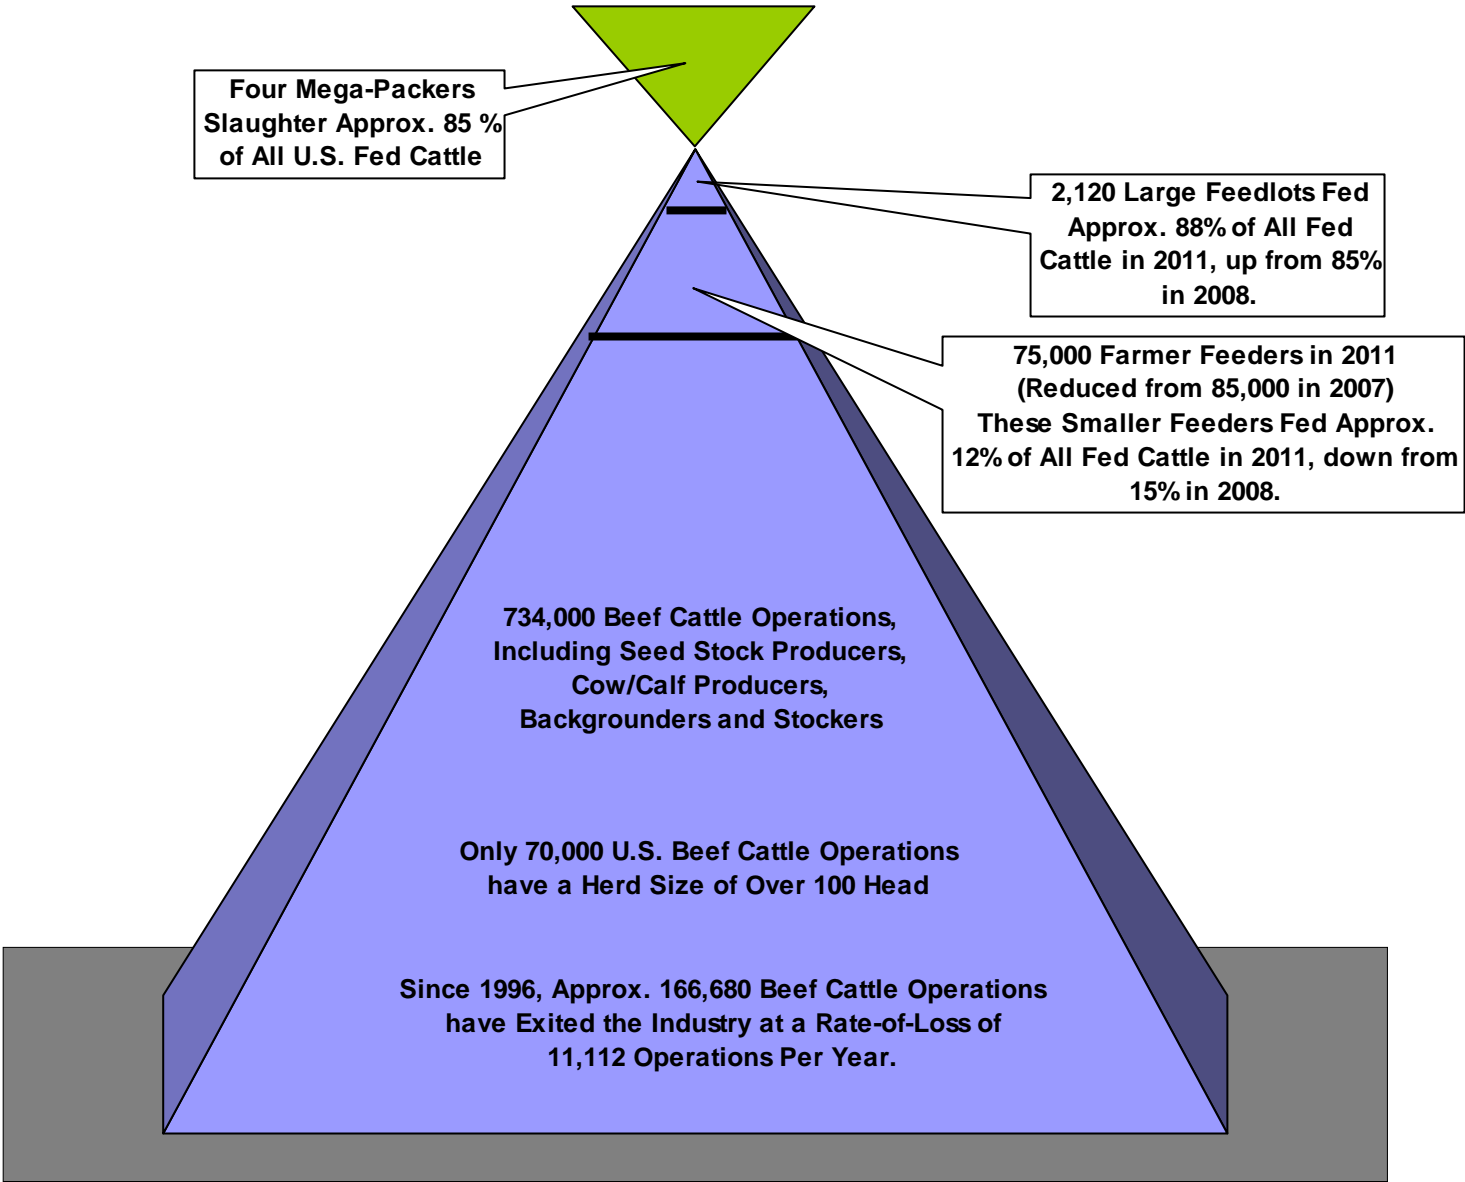 Four Mega-Packers
Slaughter Approx. 85 %
of All U.S. Fed Cattle
2,120 Large Feedlots Fed
Approx. 88% of All Fed
Cattle in 2011, up from 85%
in 2008.
75,000 Farmer Feeders in 2011
(Reduced from 85,000 in 2007)
These Smaller Feeders Fed Approx.
12% of All Fed Cattle in 2011, down from
15% in 2008.
734,000 Beef Cattle Operations,
Including Seed Stock Producers,
Cow/Calf Producers,
Backgrounders and Stockers
Only 70,000 U.S. Beef Cattle Operations
have a Herd Size of Over 100 Head
Since 1996, Approx. 166,680 Beef Cattle Operations
have Exited the Industry at a Rate-of-Loss of
11,112 Operations Per Year.